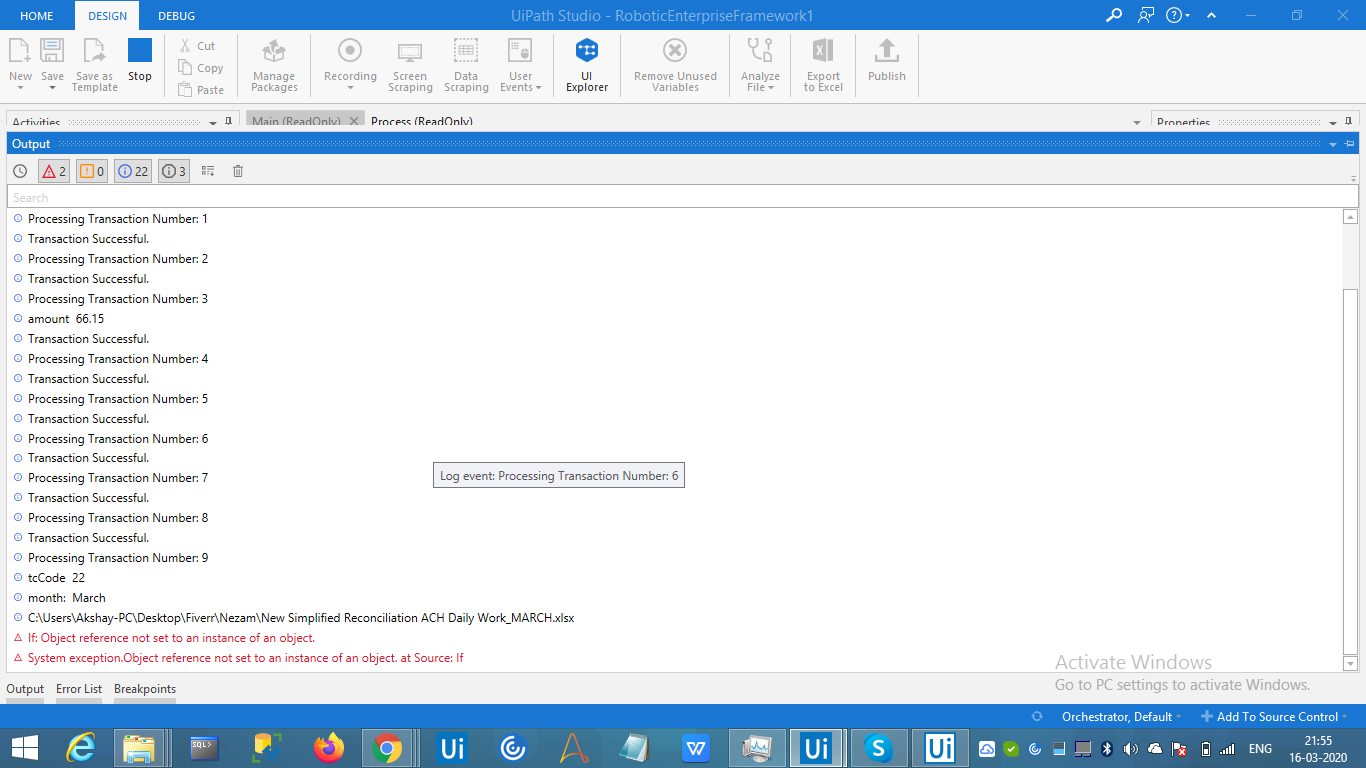 HOME DESIGN DEBUG UiPath Studio - RoboticEnterpriseFramework1
New Save Save as Template Stop Cut Copy Paste Manage Packages Recording Screen Scraping Data Scraping User Events UI Explorer Remove Unused Variables Analyze File Export to Excel Publish
Activities Main (ReadOnly) Process (ReadOnly) Properties
Output
2 0 22 3
Search
Processing Transaction Number: 1
Transaction Successful.
Processing Transaction Number: 2
Transaction Successful.
Processing Transaction Number: 3
amount 66.15
Transaction Successful.
Processing Transaction Number: 4
Transaction Successful.
Processing Transaction Number: 5
Transaction Successful.
Processing Transaction Number: 6
Transaction Successful.
Log event: Processing Transaction Number: 6
Processing Transaction Number: 7
Transaction Successful.
Processing Transaction Number: 8
Transaction Successful.
Processing Transaction Number: 9
tcCode 22
month: March
C:\Users\Akshay-PC\Desktop\Fiverr\Nezam\New Simplified Reconciliation ACH Daily Work_MARCH.xlsx
If: Object reference not set to an instance of an object.
System exception.Object reference not set to an instance of an object. at Source: If
Activate Windows
Go to PC settings to activate Windows.
Output Error List Breakpoints
Orchestrator, Default Add To Source Control
SQL> Ui W Ui S Ui ENG 21:55
16-03-2020